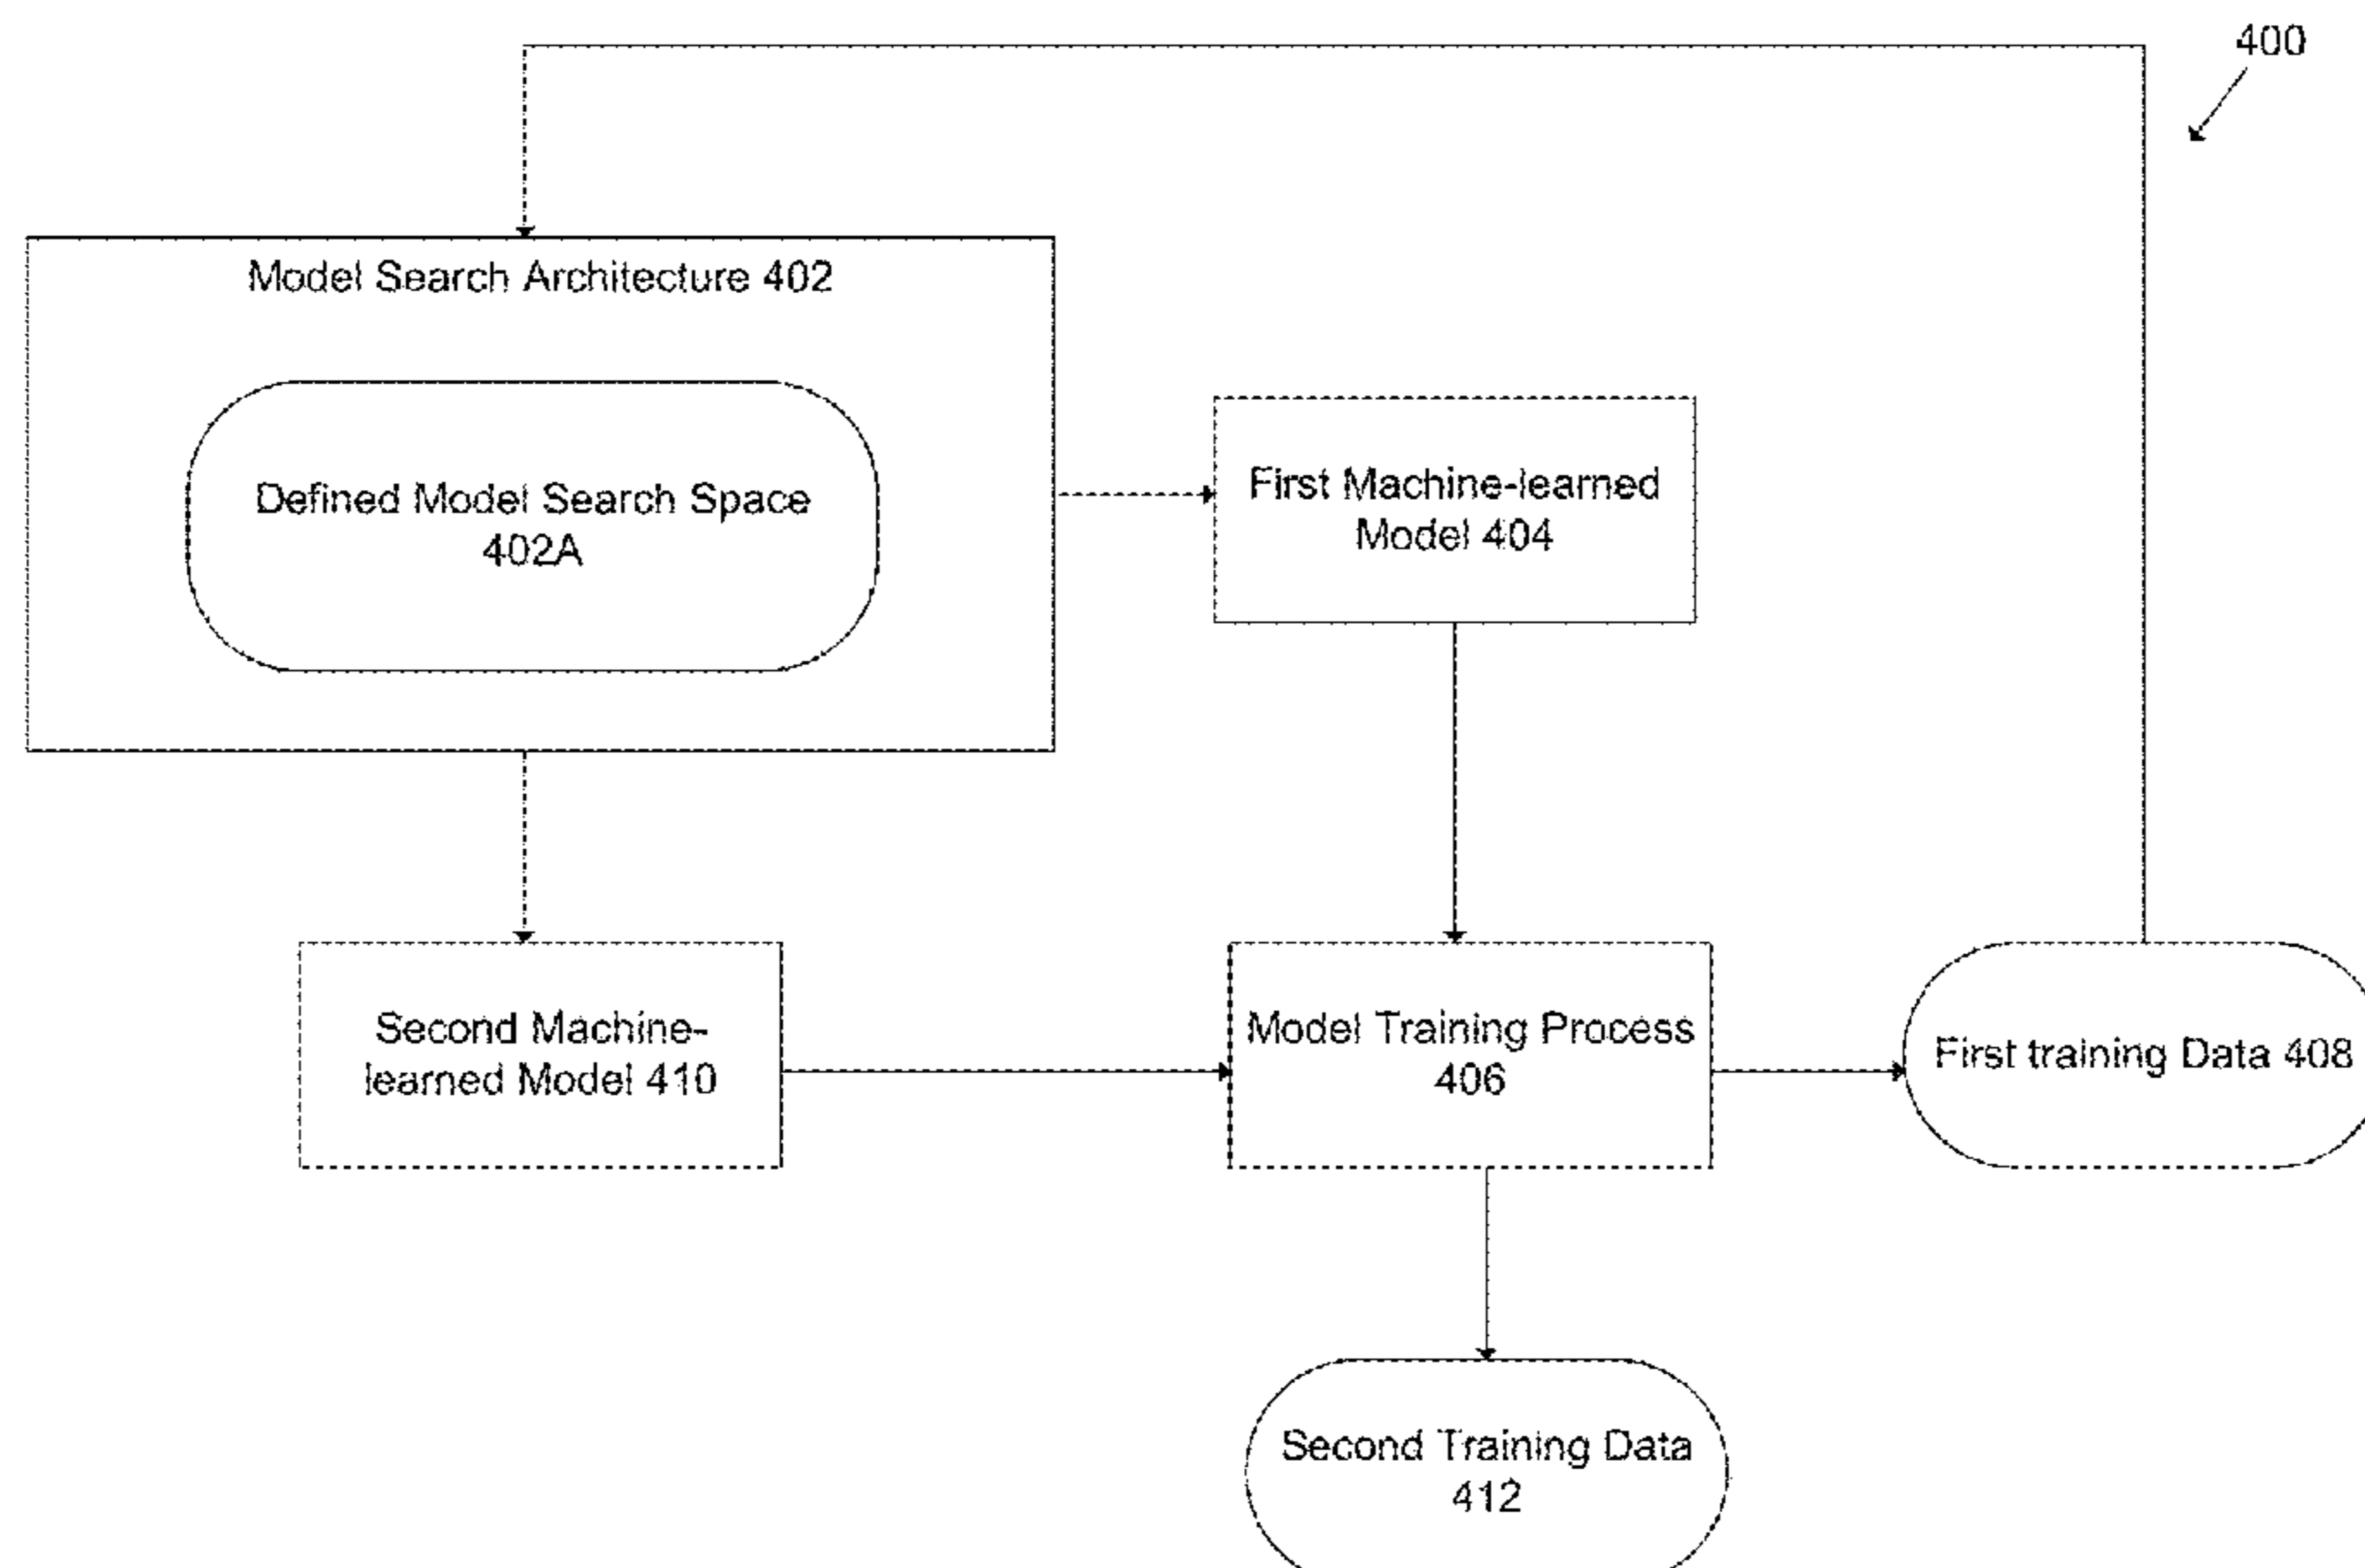 400
Model Search Architecture 402
Defined Model Search Space
402A
First Machine-learned
Model 404
Second Machine-
learned Model 410
Model Training Process
406
First training Data 408
Second Training Data
412